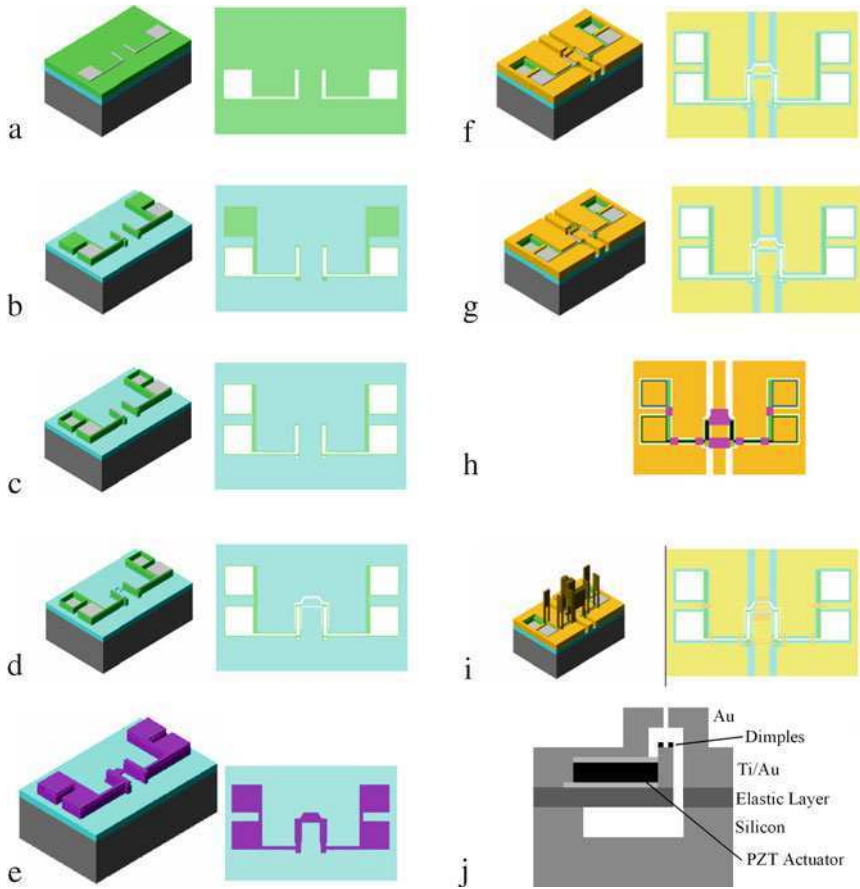 a
b
c
d
e
f
g
h
i
j
Au
Dimples
Ti/Au
Elastic Layer
Silicon
PZT Actuator